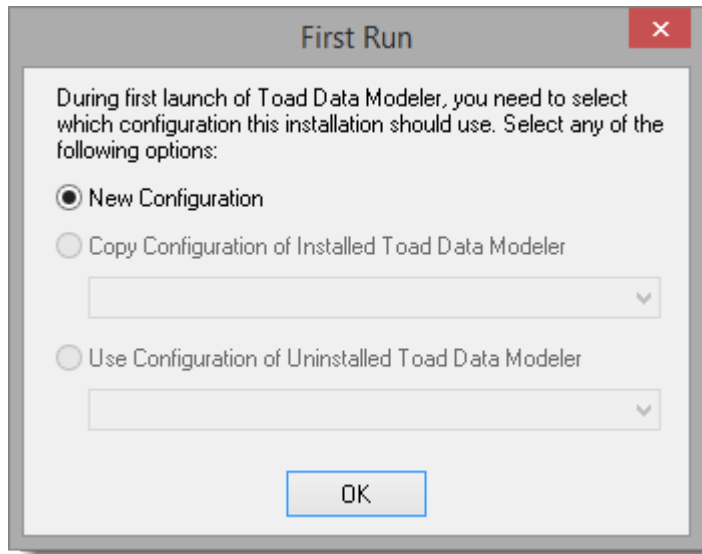 First Run
During first launch of Toad Data Modeler, you need to select
which configuration this installation should use. Select any of the
following options:
New Configuration
Copy Configuration of Installed Toad Data Modeler
Use Configuration of Uninstalled Toad Data Modeler
OK